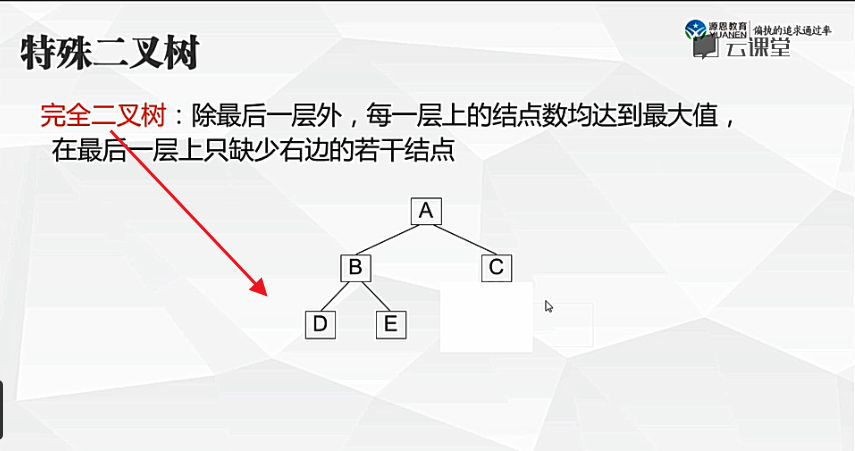 特殊二叉树
源恩教育
YUANEN
偏执的追求通过率
云课堂
完全二叉树：除最后一层外，每一层上的结点数均达到最大值，
在最后一层上只缺少右边的若干结点
A
B
C
D
E